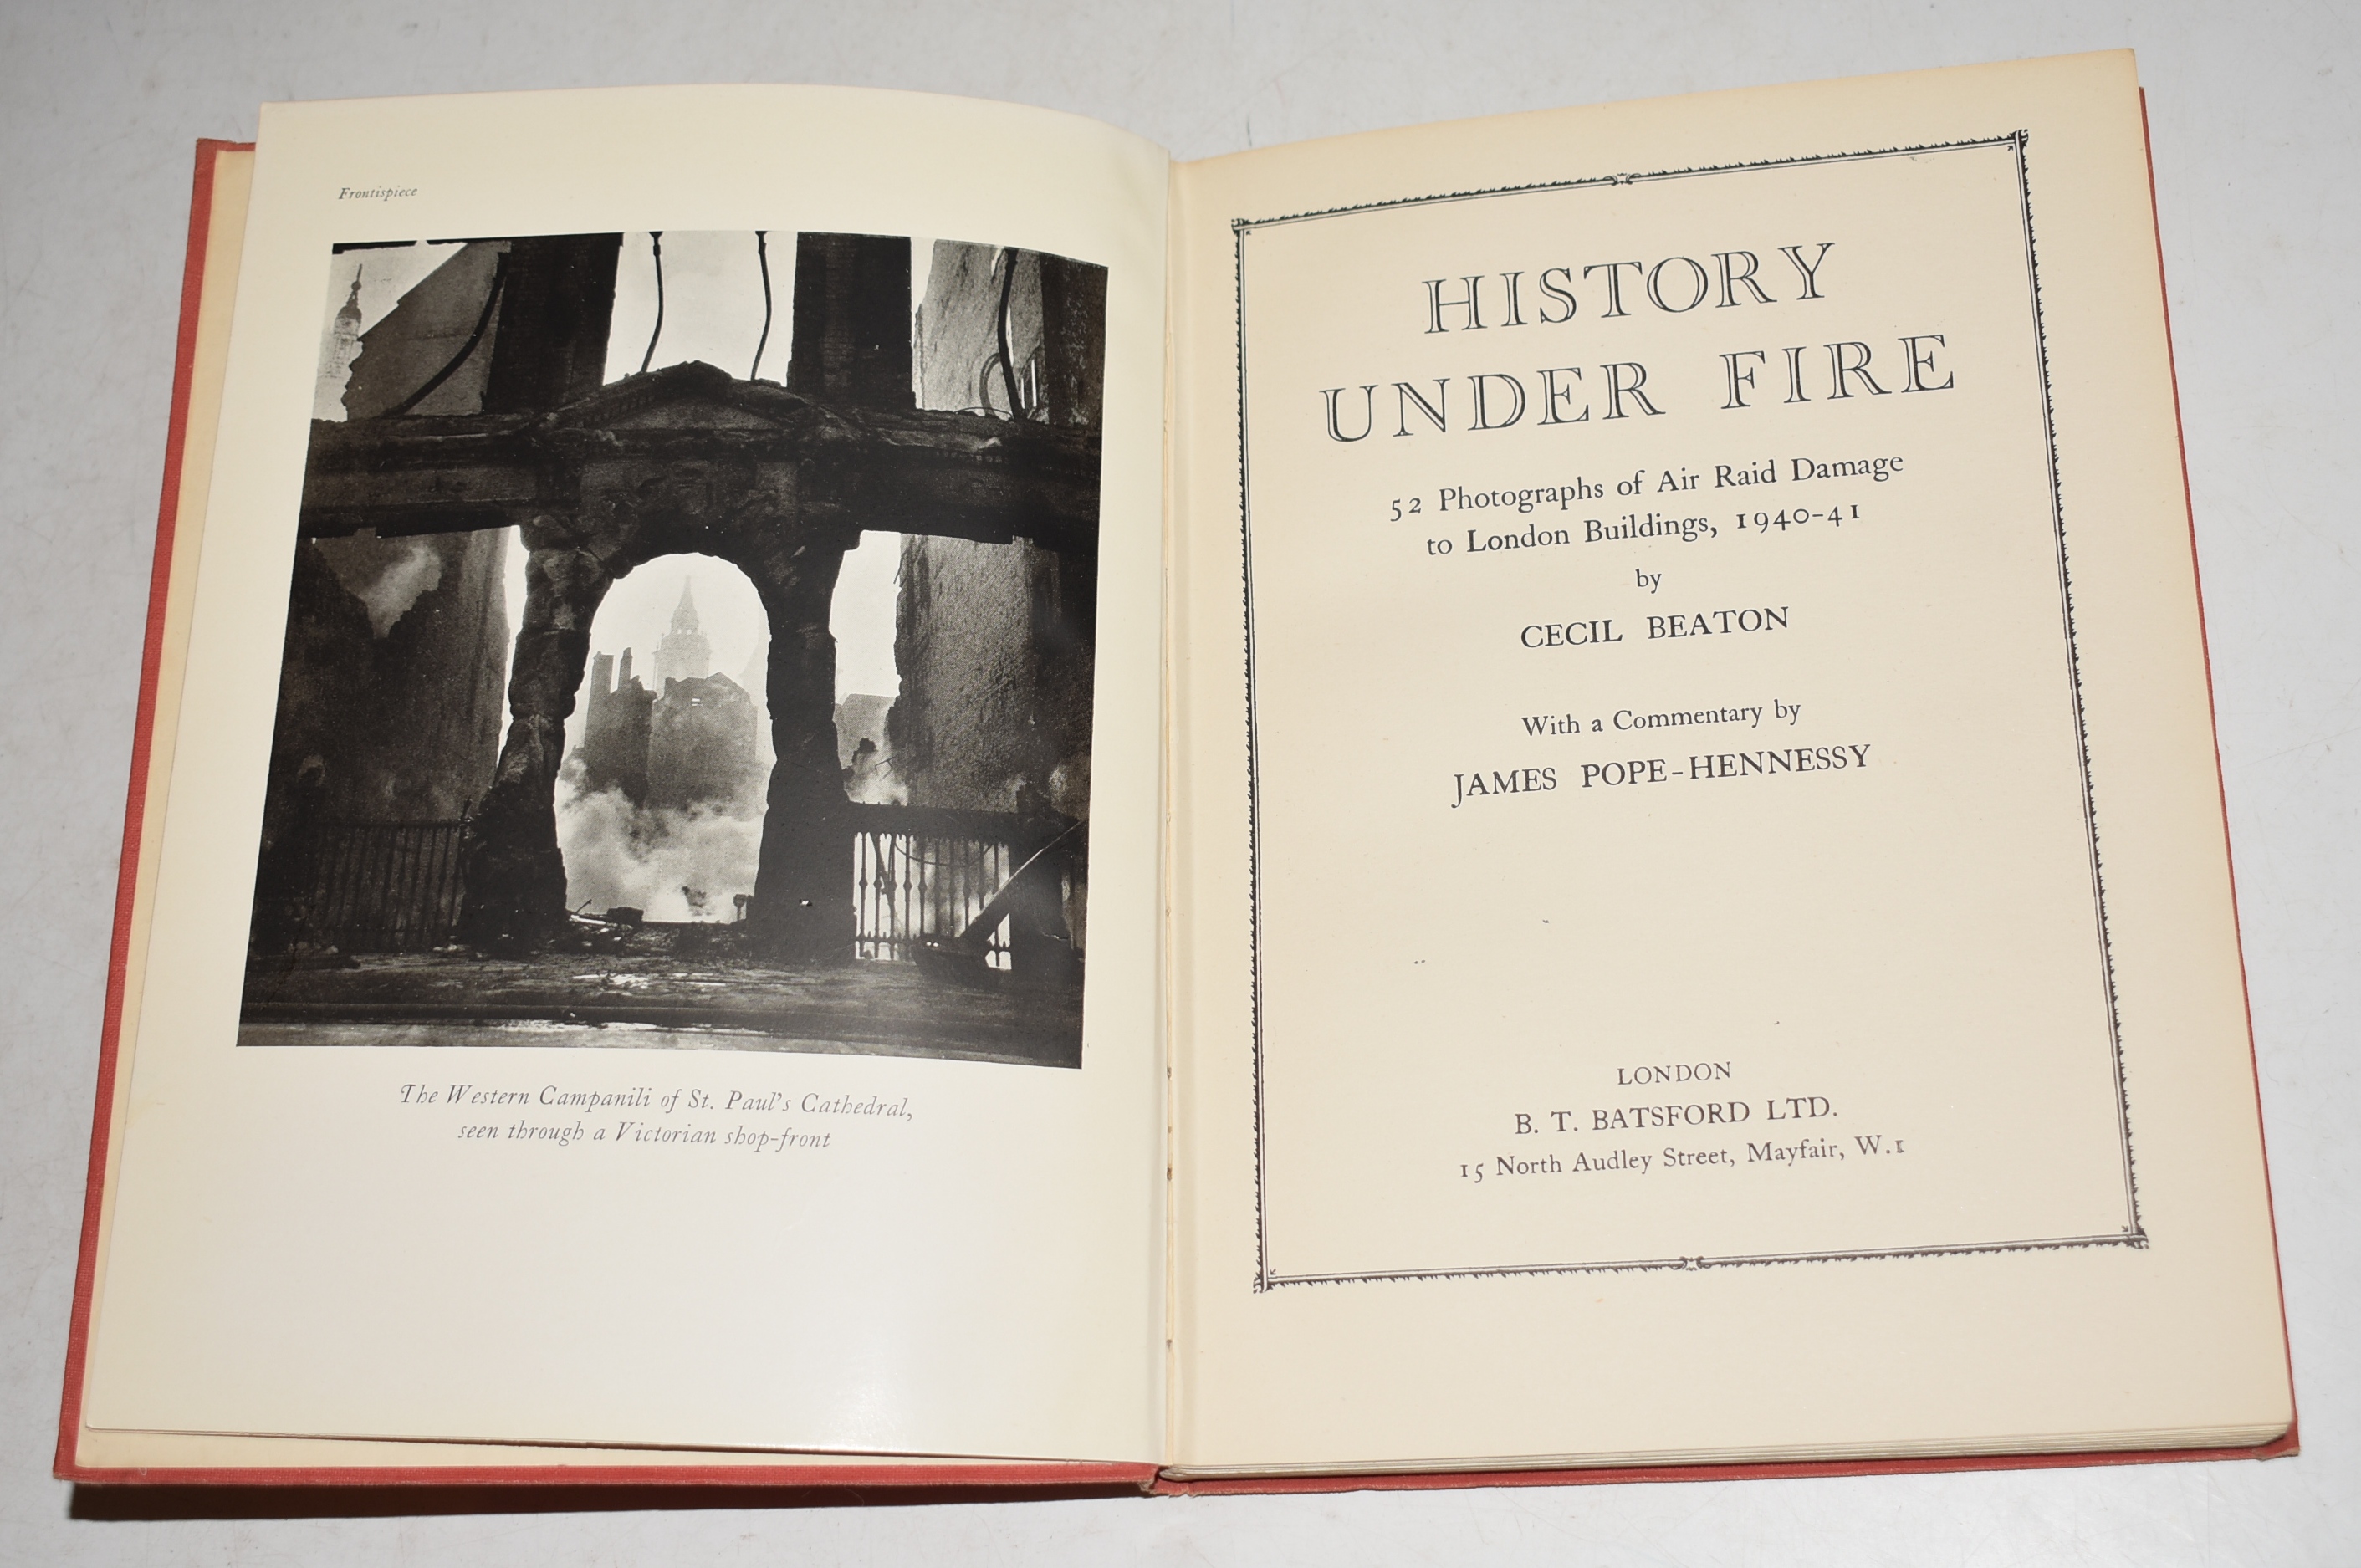 Frontispiece
The Western Campanili of St. Paul's Cathedral,
seen through a Victorian shop-front
HISTORY
UNDER FIRE
52 Photographs of Air Raid Damage
to London Buildings, 1940-41
by
CECIL BEATON
With a Commentary by
JAMES POPE-HENNESSY
LONDON
B. T. BATSFORD LTD.
15 North Audley Street, Mayfair, W.1